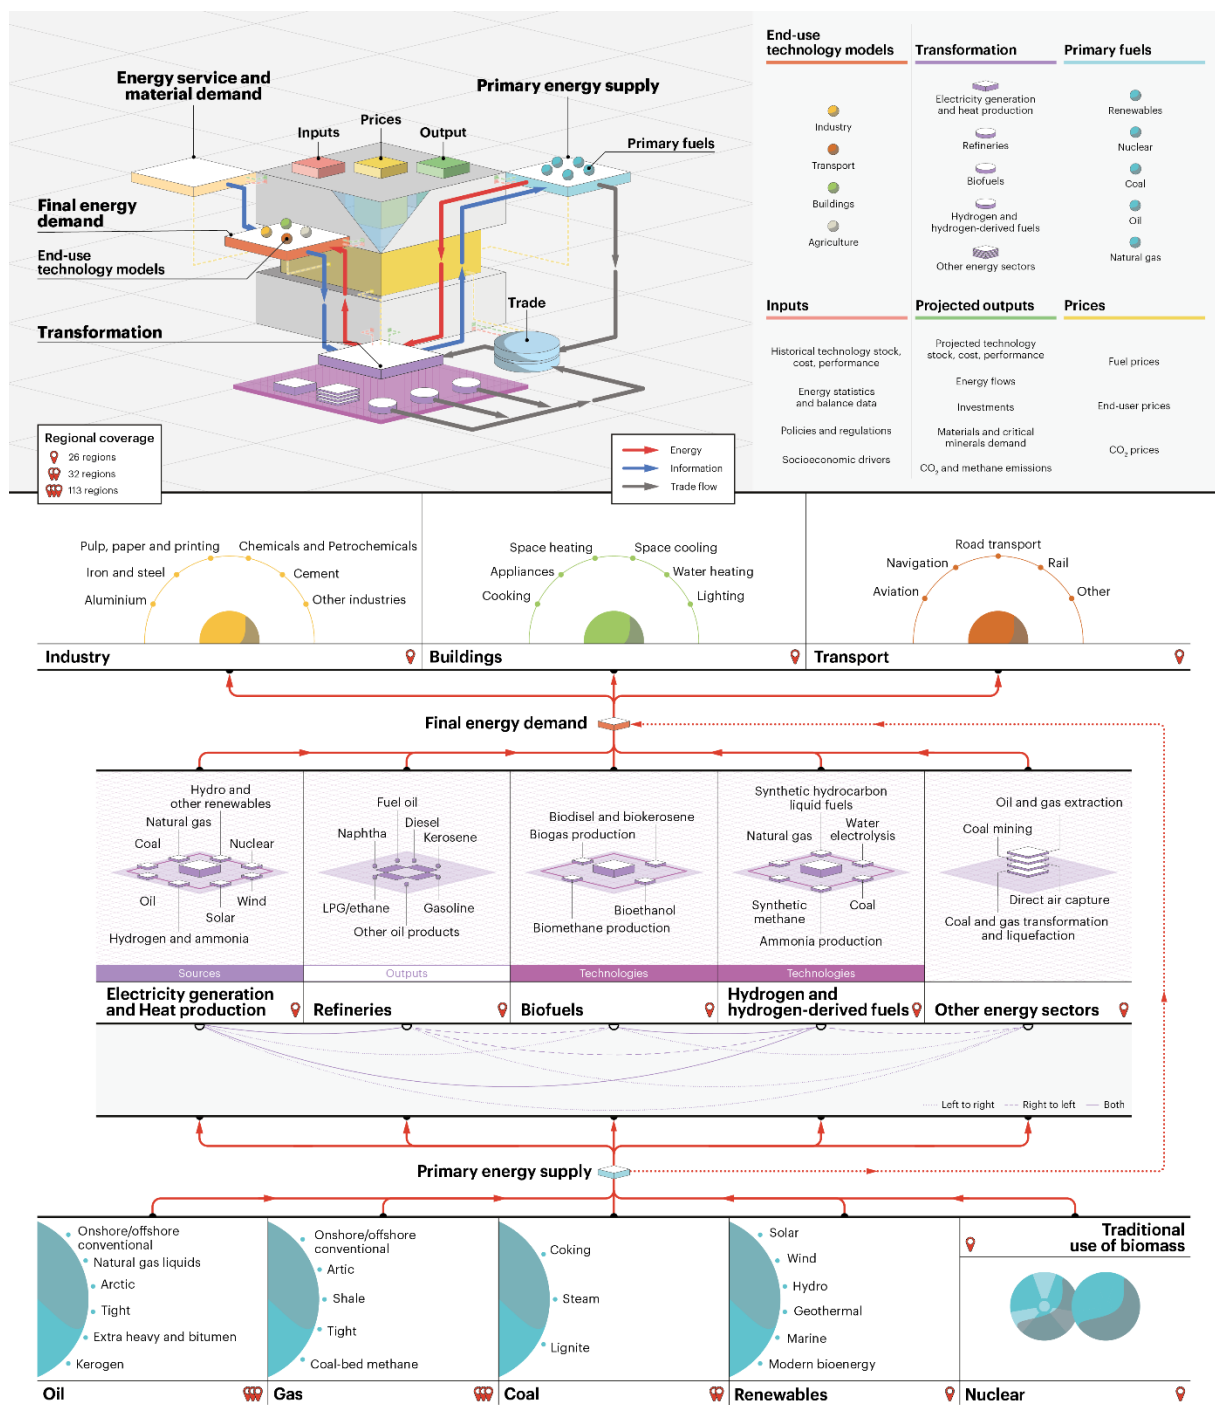 Energy service and
material demand
Primary energy supply
Inputs
Prices
Output
Primary fuels
Final energy
demand
End-use
technology models
Trade
Transformation
Regional coverage
26 regions
32 regions
113 regions
Energy
Information
Trade flow
End-use
technology models
Industry
Transport
Buildings
Agriculture
Transformation
Electricity generation
and heat production
Refineries
Biofuels
Hydrogen and
hydrogen-derived fuels
Other energy sectors
Primary fuels
Renewables
Nuclear
Coal
Oil
Natural gas
Inputs
Historical technology stock,
cost, performance
Energy statistics
and balance data
Policies and regulations
Socioeconomic drivers
Projected outputs
Projected technology
stock, cost, performance
Energy flows
Investments
Materials and critical
minerals demand
CO₂ and methane emissions
Prices
Fuel prices
End-user prices
CO₂ prices
Pulp, paper and printing
Chemicals and Petrochemicals
Iron and steel
Cement
Aluminium
Other industries
Industry
Space heating
Space cooling
Appliances
Water heating
Cooking
Lighting
Buildings
Road transport
Navigation
Rail
Aviation
Other
Transport
Final energy demand
Hydro and
other renewables
Natural gas
Coal
Nuclear
Oil
Wind
Solar
Hydrogen and ammonia
Sources
Electricity generation
and Heat production
Fuel oil
Diesel
Naphtha
Kerosene
LPG/ethane
Gasoline
Other oil products
Outputs
Refineries
Biodisel and biokerosene
Biogas production
Bioethanol
Biomethane production
Technologies
Biofuels
Synthetic hydrocarbon
liquid fuels
Water
electrolysis
Natural gas
Synthetic
methane
Coal
Ammonia production
Technologies
Hydrogen and
hydrogen-derived fuels
Oil and gas extraction
Coal mining
Direct air capture
Coal and gas transformation
and liquefaction
Other energy sectors
Left to right
Right to left
Both
Primary energy supply
Onshore/offshore
conventional
Natural gas liquids
Arctic
Tight
Extra heavy and bitumen
Kerogen
Oil
Onshore/offshore
conventional
Artic
Shale
Tight
Coal-bed methane
Gas
Coking
Steam
Lignite
Coal
Solar
Wind
Hydro
Geothermal
Marine
Modern bioenergy
Renewables
Traditional
use of biomass
Nuclear